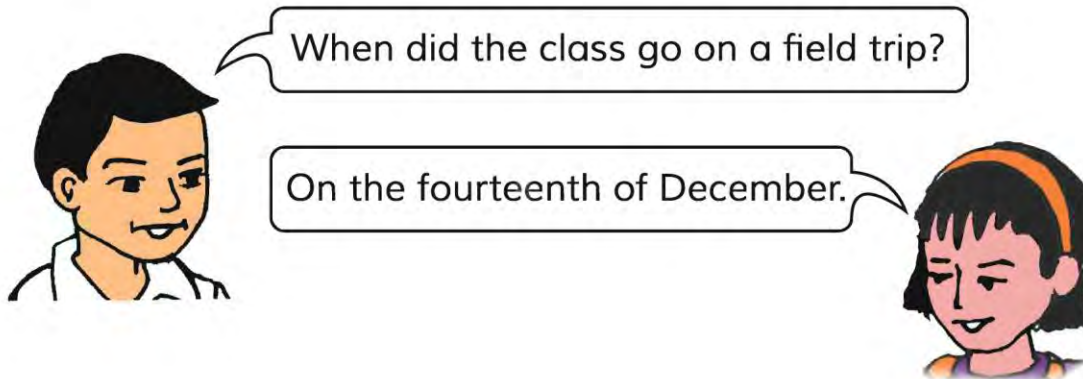 When did the class go on a field trip?
On the fourteenth of December.